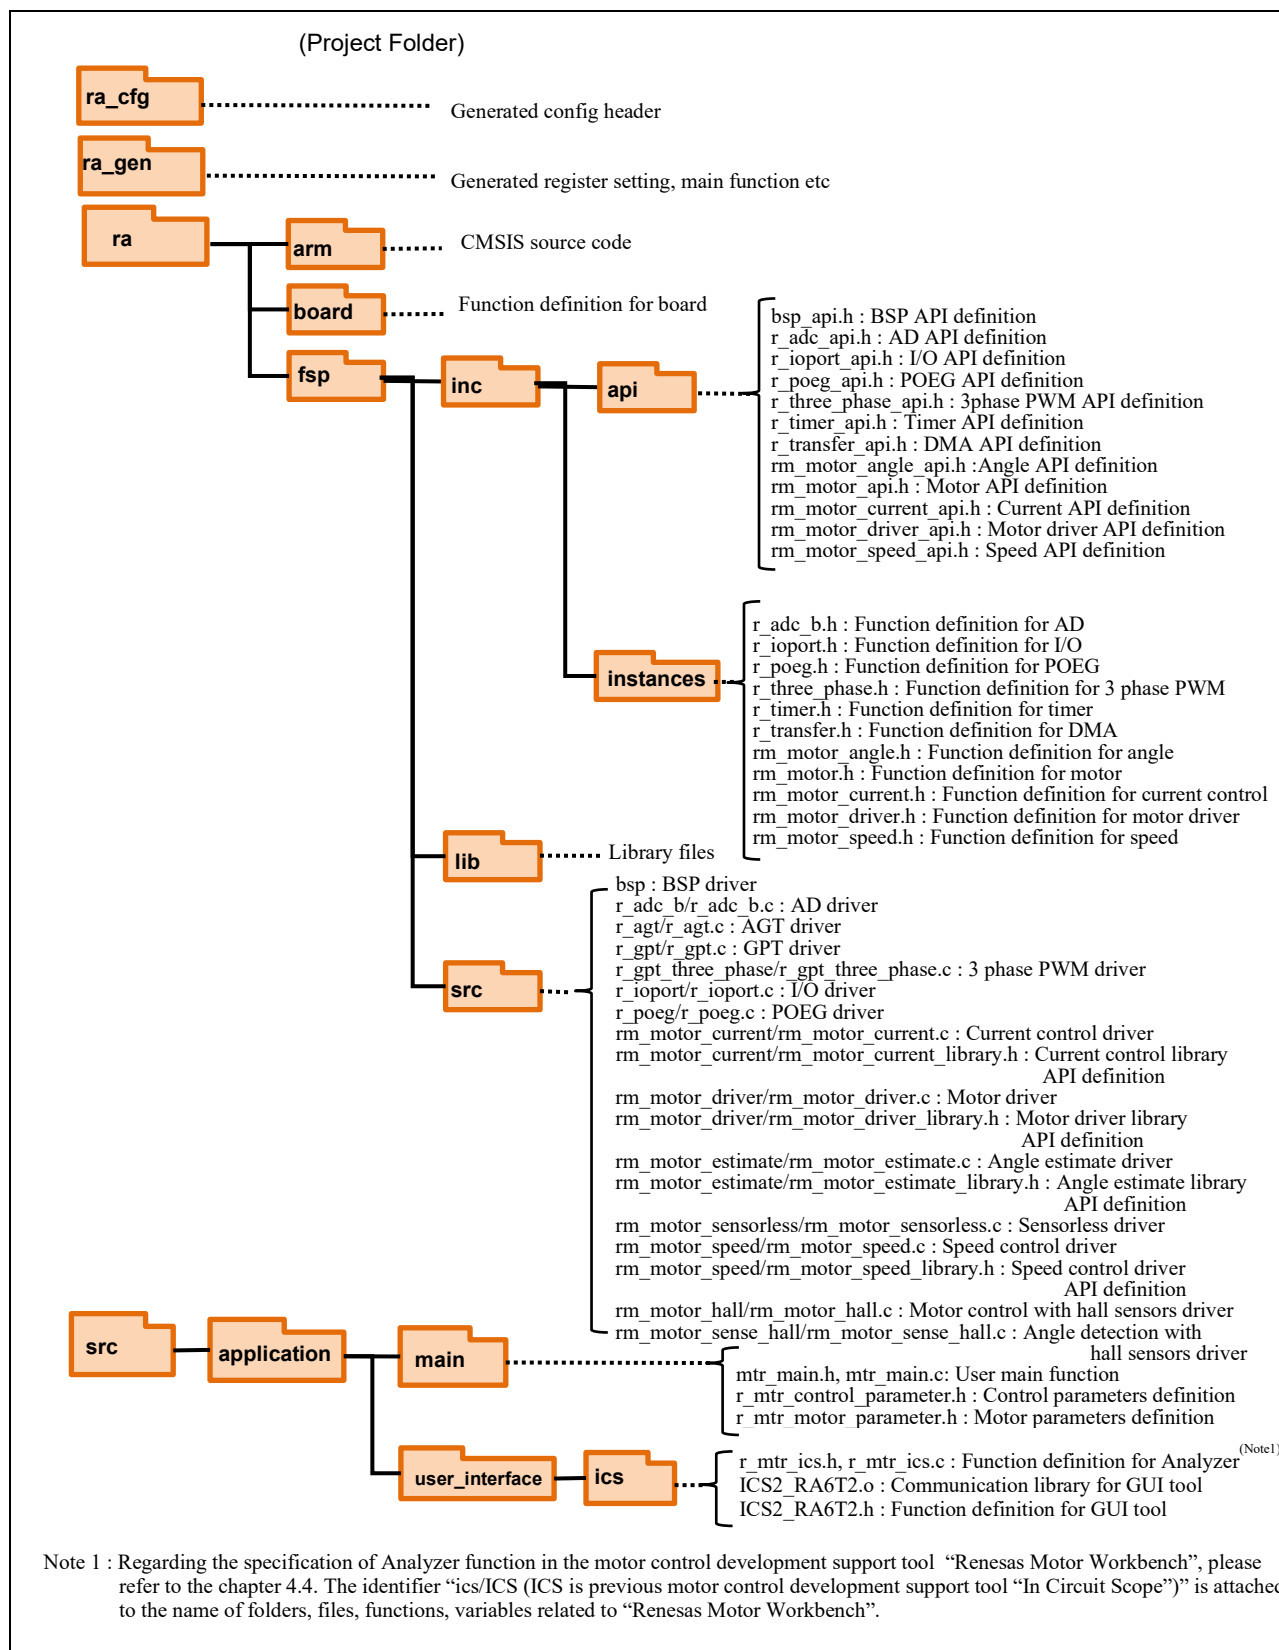 (Project Folder)
ra_cfg
Generated config header
ra_gen
Generated register setting, main function etc
ra
arm
CMSIS source code
board
Function definition for board
fsp
inc
api
bsp_api.h : BSP API definition
r_adc_api.h : AD API definition
r_ioport_api.h : I/O API definition
r_poeg_api.h : POEG API definition
r_three_phase_api.h : 3phase PWM API definition
r_timer_api.h : Timer API definition
r_transfer_api.h : DMA API definition
rm_motor_angle_api.h :Angle API definition
rm_motor_api.h : Motor API definition
rm_motor_current_api.h : Current API definition
rm_motor_driver_api.h : Motor driver API definition
rm_motor_speed_api.h : Speed API definition
instances
r_adc_b.h : Function definition for AD
r_ioport.h : Function definition for I/O
r_poeg.h : Function definition for POEG
r_three_phase.h : Function definition for 3 phase PWM
r_timer.h : Function definition for timer
r_transfer.h : Function definition for DMA
rm_motor_angle.h : Function definition for angle
rm_motor.h : Function definition for motor
rm_motor_current.h : Function definition for current control
rm_motor_driver.h : Function definition for motor driver
rm_motor_speed.h : Function definition for speed
lib
Library files
src
bsp : BSP driver
r_adc_b/r_adc_b.c : AD driver
r_agt/r_agt.c : AGT driver
r_gpt/r_gpt.c : GPT driver
r_gpt_three_phase/r_gpt_three_phase.c : 3 phase PWM driver
r_ioport/r_ioport.c : I/O driver
r_poeg/r_poeg.c : POEG driver
rm_motor_current/rm_motor_current.c : Current control driver
rm_motor_current/rm_motor_current_library.h : Current control library
API definition
rm_motor_driver/rm_motor_driver.c : Motor driver
rm_motor_driver/rm_motor_driver_library.h : Motor driver library
API definition
rm_motor_estimate/rm_motor_estimate.c : Angle estimate driver
rm_motor_estimate/rm_motor_estimate_library.h : Angle estimate library
API definition
rm_motor_sensorless/rm_motor_sensorless.c : Sensorless driver
rm_motor_speed/rm_motor_speed.c : Speed control driver
rm_motor_speed/rm_motor_speed_library.h : Speed control driver
API definition
rm_motor_hall/rm_motor_hall.c : Motor control with hall sensors driver
rm_motor_sense_hall/rm_motor_sense_hall.c : Angle detection with
hall sensors driver
src
application
main
mtr_main.h, mtr_main.c: User main function
r_mtr_control_parameter.h : Control parameters definition
r_mtr_motor_parameter.h : Motor parameters definition
user_interface
ics
r_mtr_ics.h, r_mtr_ics.c : Function definition for Analyzer(Note1)
ICS2_RA6T2.o : Communication library for GUI tool
ICS2_RA6T2.h : Function definition for GUI tool
Note 1 : Regarding the specification of Analyzer function in the motor control development support tool “Renesas Motor Workbench”, please
refer to the chapter 4.4. The identifier “ics/ICS (ICS is previous motor control development support tool “In Circuit Scope”)” is attached
to the name of folders, files, functions, variables related to “Renesas Motor Workbench”.